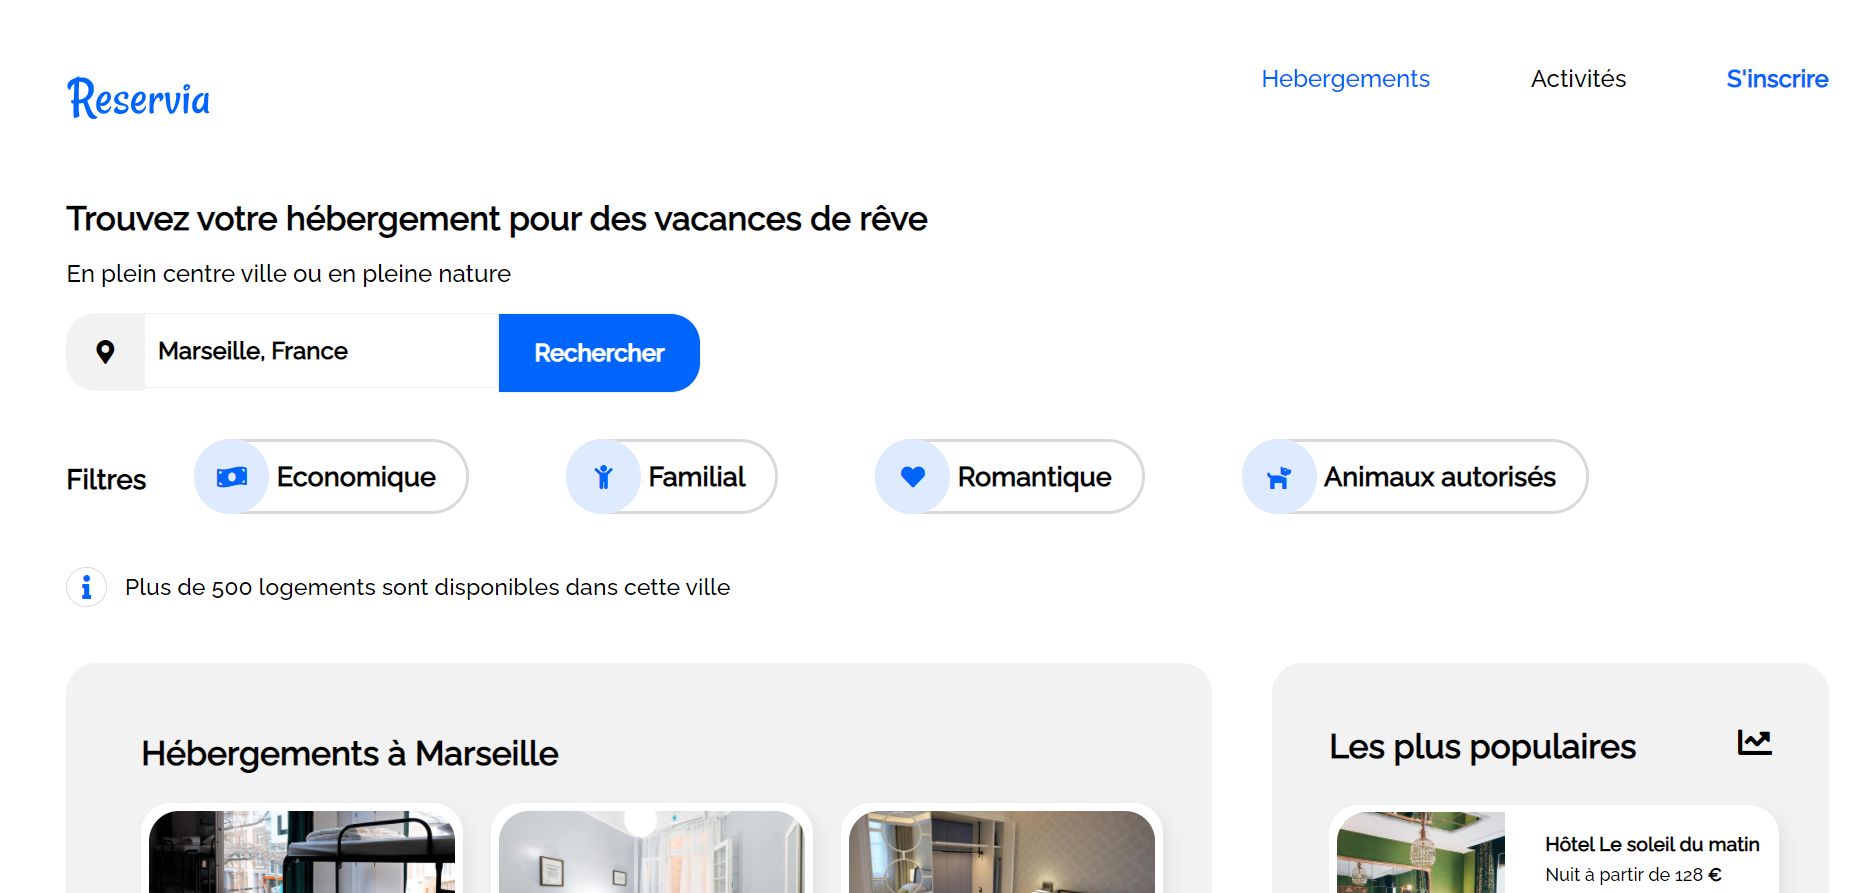 Reservia
Hebergements
Activités
S'inscrire
Trouvez votre hébergement pour des vacances de rêve
En plein centre ville ou en pleine nature
Marseille, France
Rechercher
Filtres
Economique
Familial
Romantique
Animaux autorisés
Plus de 500 logements sont disponibles dans cette ville
Hébergements à Marseille
Les plus populaires
Hôtel Le soleil du matin
Nuit à partir de 128 €